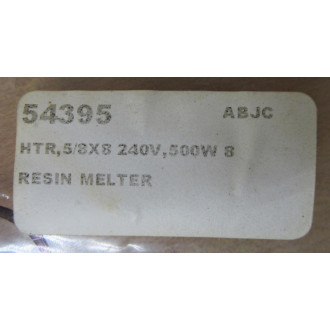 54395 ABJC
HTR,5/8X8 240V,500W 8
RESIN MELTER